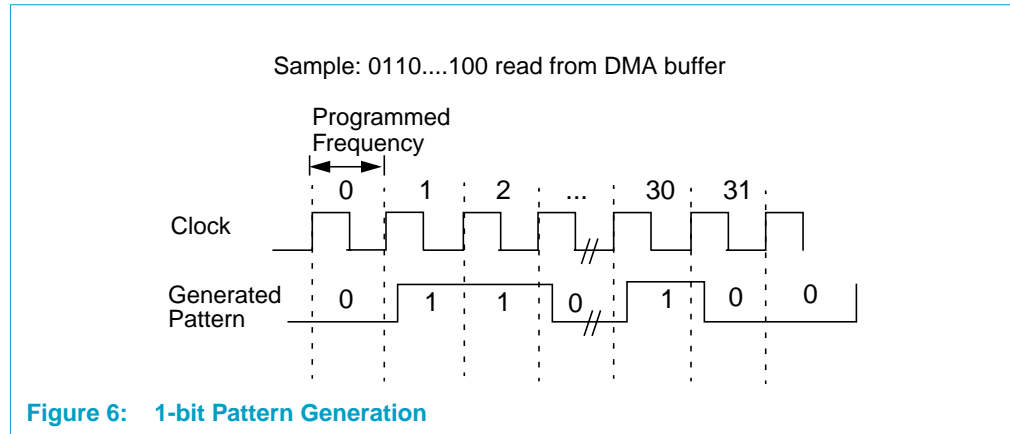 Sample: 0110....100 read from DMA buffer
Programmed
Frequency
0 1 2 ... 30 31
Clock
Generated
Pattern
0 1 1 0 1 0 0
Figure 6: 1-bit Pattern Generation